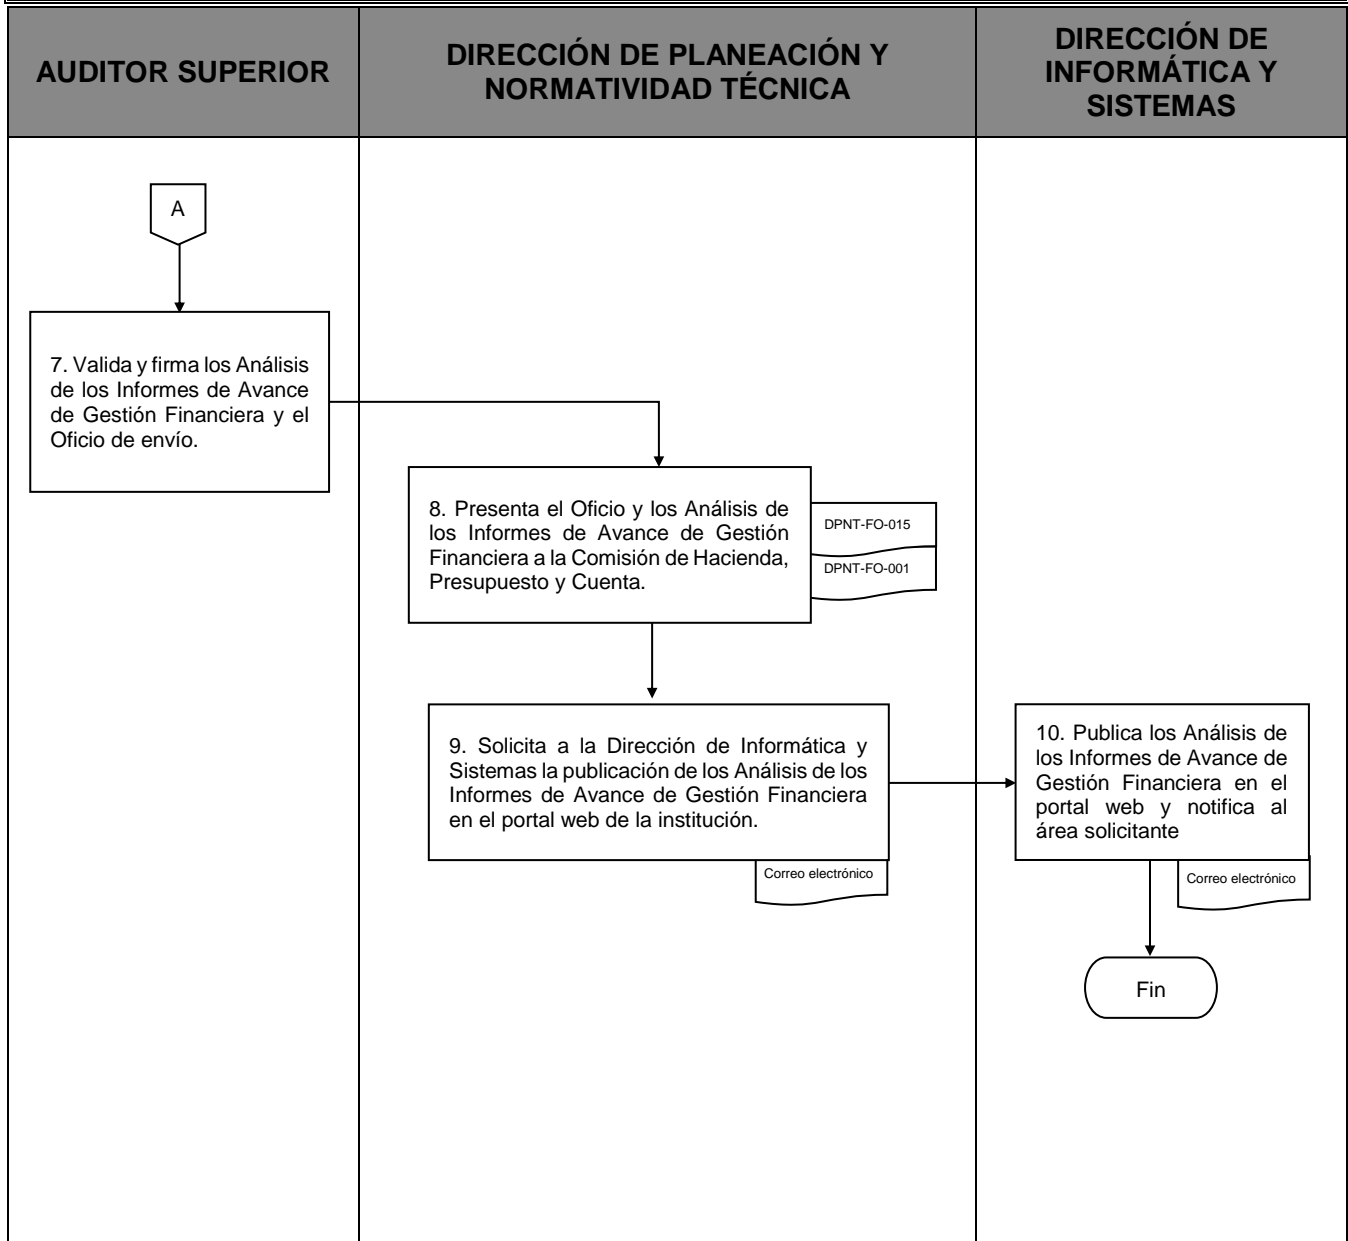 AUDITOR SUPERIOR
DIRECCIÓN DE PLANEACIÓN Y
NORMATIVIDAD TÉCNICA
DIRECCIÓN DE
INFORMÁTICA Y
SISTEMAS
A
7. Valida y firma los Análisis
de los Informes de Avance
de Gestión Financiera y el
Oficio de envío.
8. Presenta el Oficio y los Análisis de
los Informes de Avance de Gestión
Financiera a la Comisión de Hacienda,
Presupuesto y Cuenta.
DPNT-FO-015
DPNT-FO-001
9. Solicita a la Dirección de Informática y
Sistemas la publicación de los Análisis de los
Informes de Avance de Gestión Financiera
en el portal web de la institución.
Correo electrónico
10. Publica los Análisis de
los Informes de Avance de
Gestión Financiera en el
portal web y notifica al
área solicitante
Correo electrónico
Fin